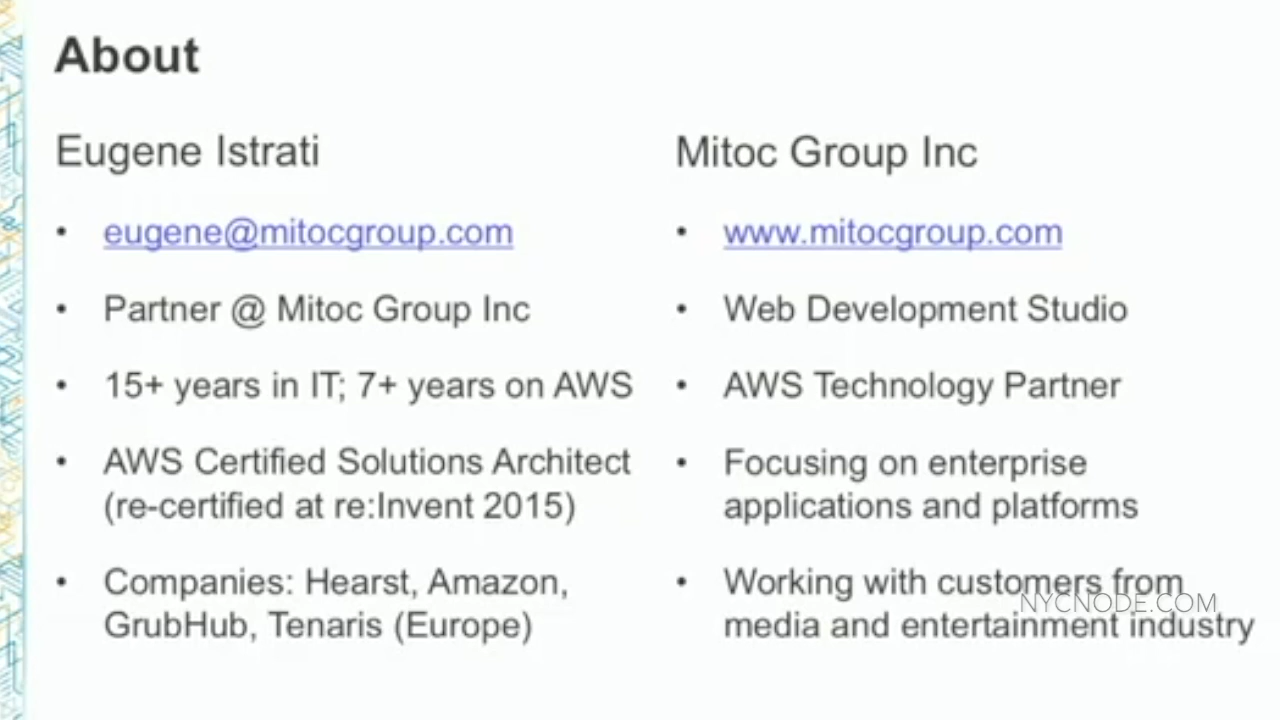 About
Eugene Istrati
• eugene@mitocgroup.com
• Partner @ Mitoc Group Inc
• 15+ years in IT; 7+ years on AWS
• AWS Certified Solutions Architect
(re-certified at re:Invent 2015)
• Companies: Hearst, Amazon,
GrubHub, Tenaris (Europe)
Mitoc Group Inc
• www.mitocgroup.com
• Web Development Studio
• AWS Technology Partner
• Focusing on enterprise
applications and platforms
• Working with customers from
media and entertainment industry
NYCNODE.COM